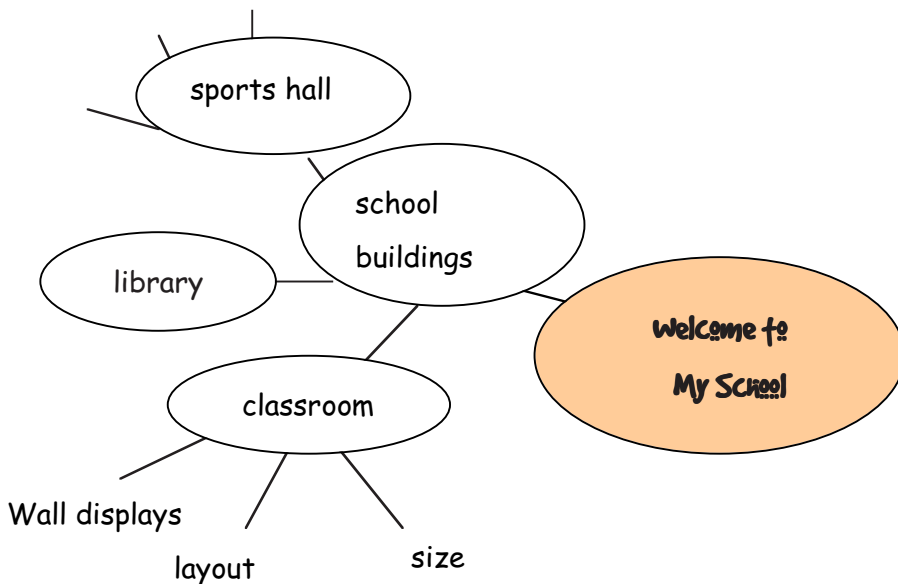 sports hall
school
buildings
library
Welcome to
My School
classroom
Wall displays
layout
size